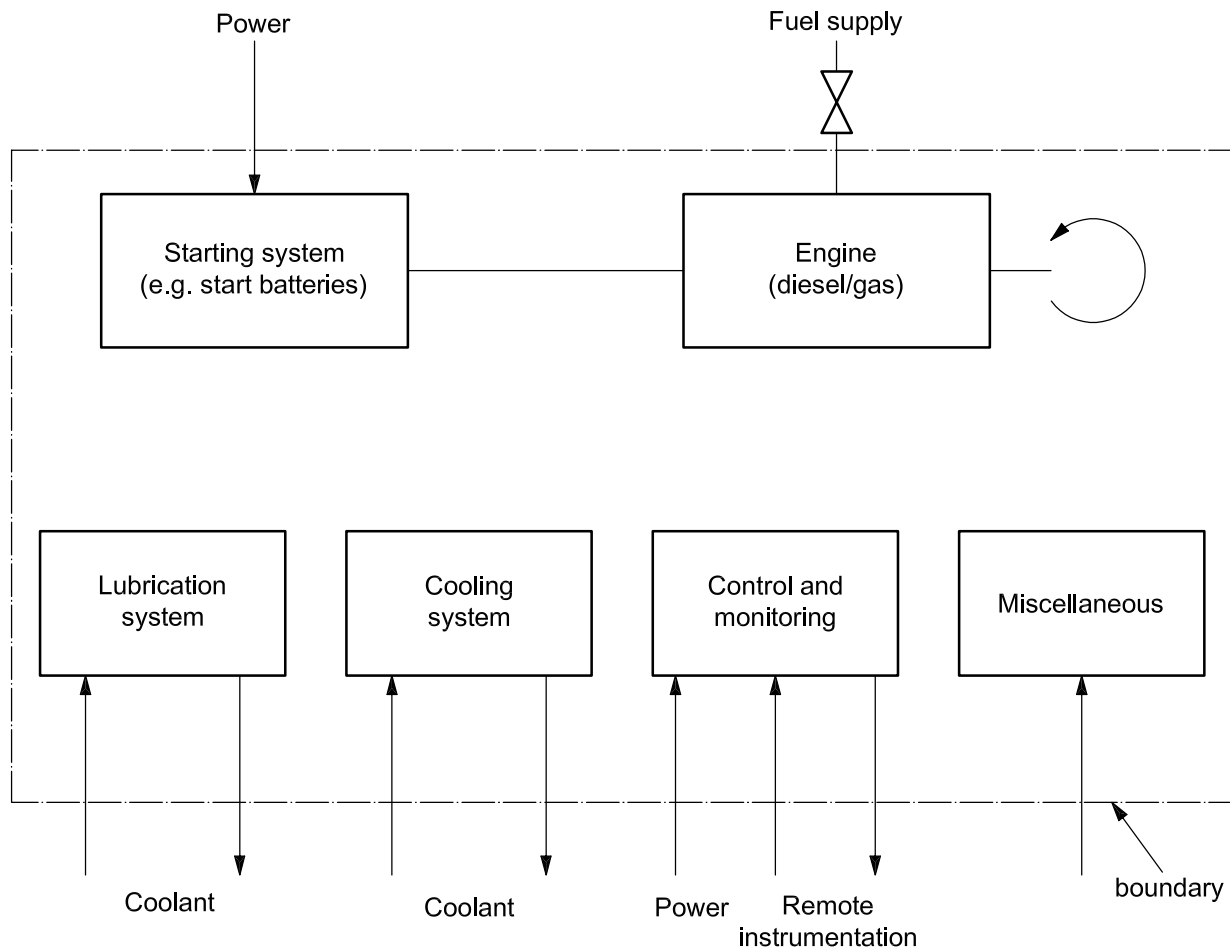 Power
Fuel supply
Starting system
(e.g. start batteries)
Engine
(diesel/gas)
Lubrication
system
Cooling
system
Control and
monitoring
Miscellaneous
Coolant
Coolant
Power
Remote
instrumentation
boundary